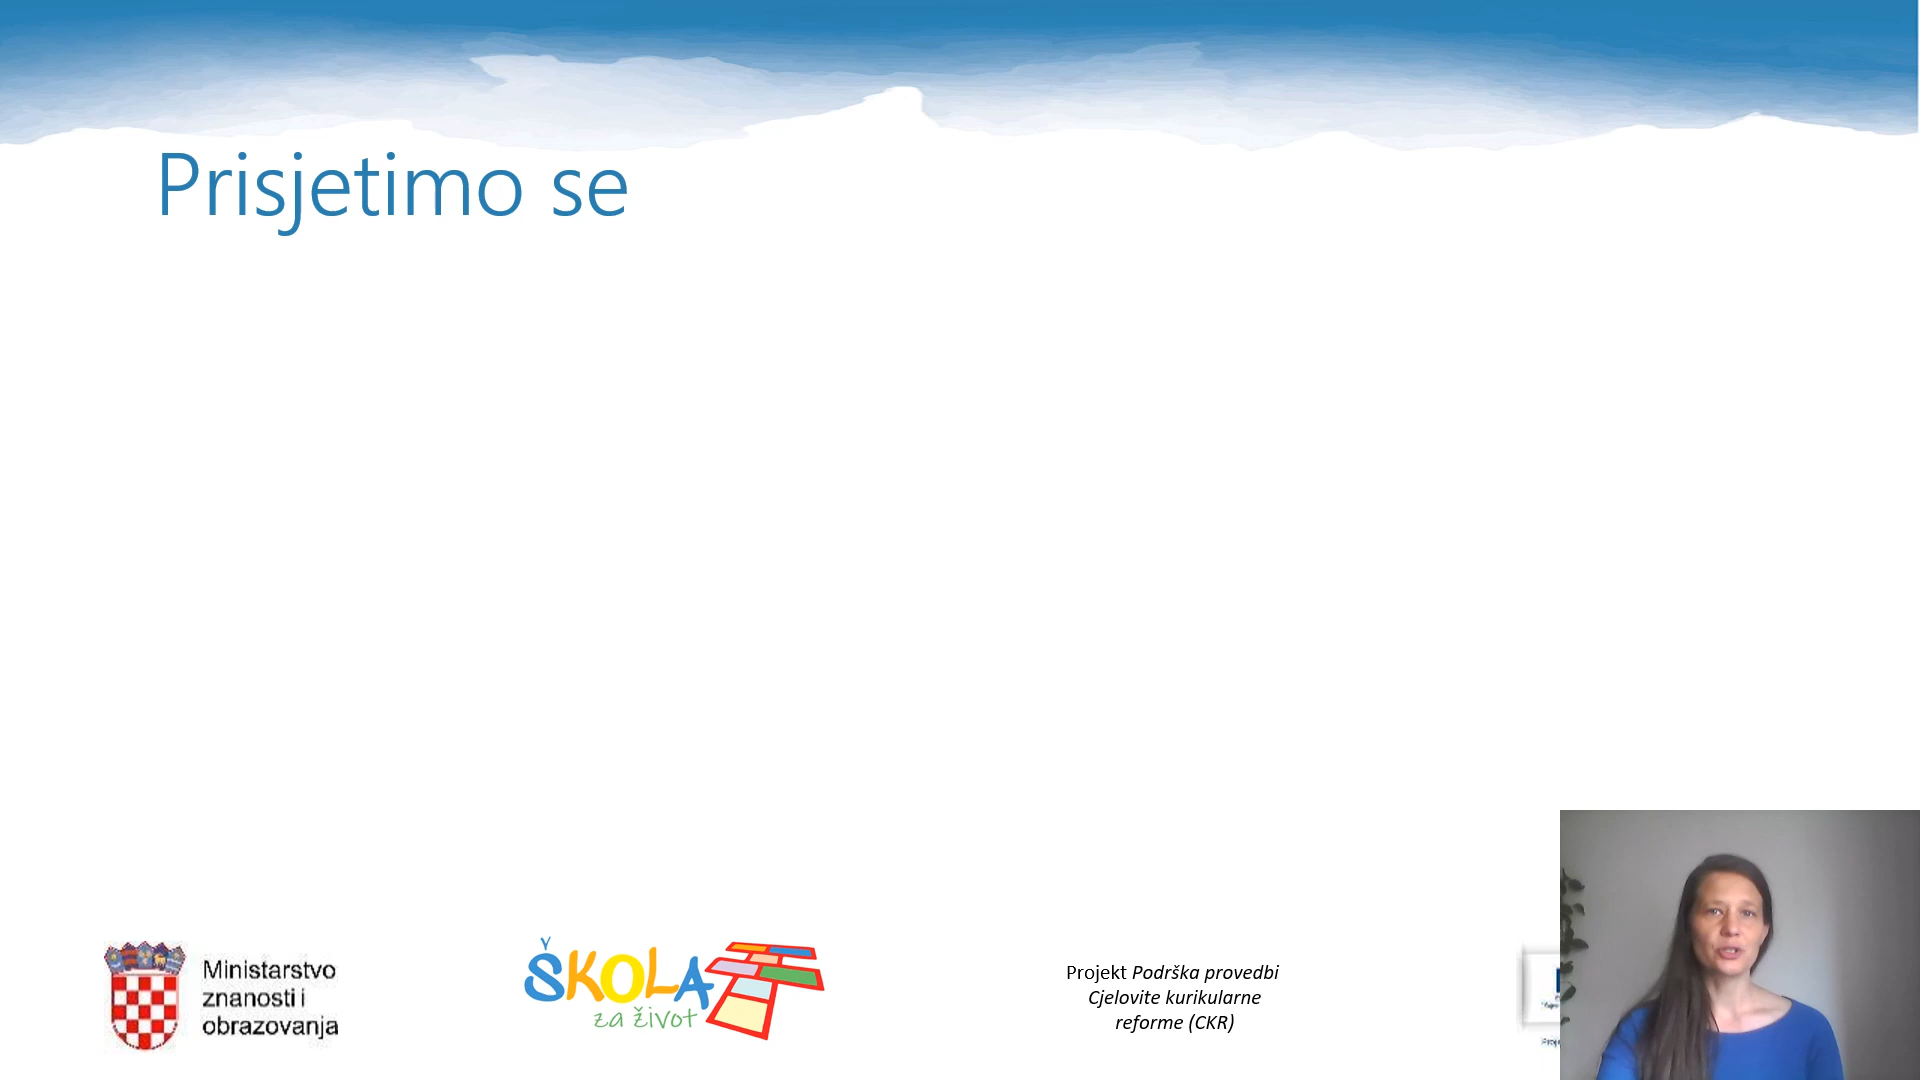 Prisjetimo se
Ministarstvo
znanosti i
obrazovanja
ŠKOLA
za život
Projekt Podrška provedbi
Cjelovite kurikularne
reforme (CKR)